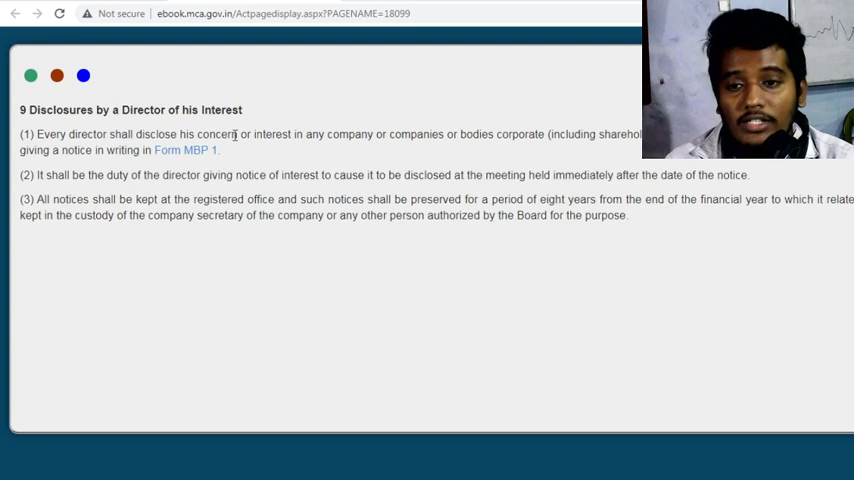 Not secure | ebook.mca.gov.in/Actpagedisplay.aspx?PAGENAME=18099
9 Disclosures by a Director of his Interest
(1) Every director shall disclose his concern or interest in any company or companies or bodies corporate (including
giving a notice in writing in Form MBP 1.
(2) It shall be the duty of the director giving notice of interest to cause it to be disclosed at the meeting held immediately after the date of the notice.
(3) All notices shall be kept at the registered office and such notices shall be preserved for a period of eight years from the end of the financial year to which it relate
kept in the custody of the company secretary of the company or any other person authorized by the Board for the purpose.